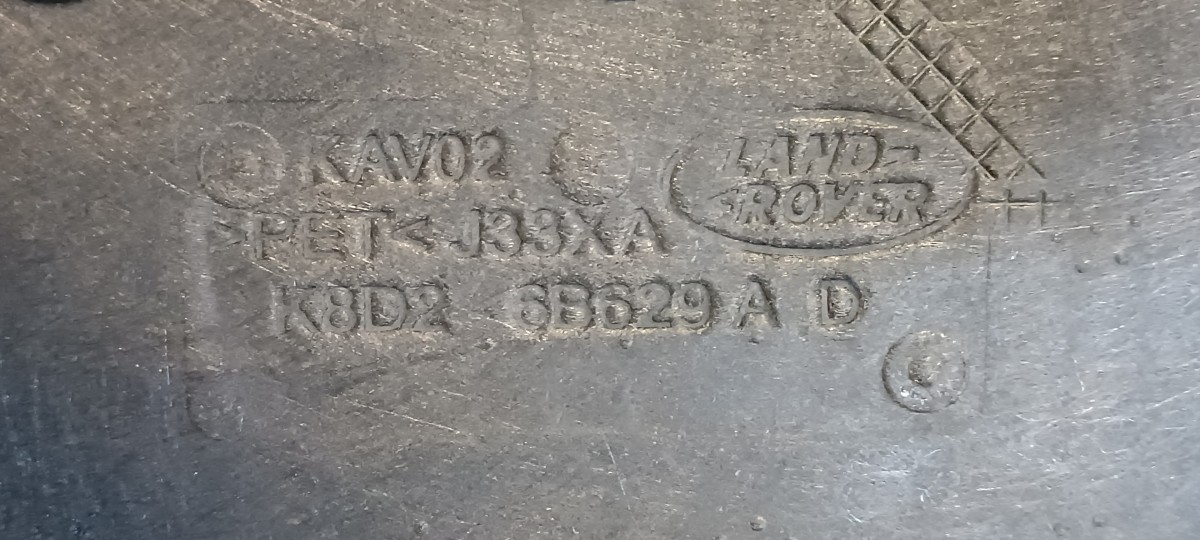 KAV02
LAND-
-ROVER
>PET< J33XA
K8D2 6B629 A D